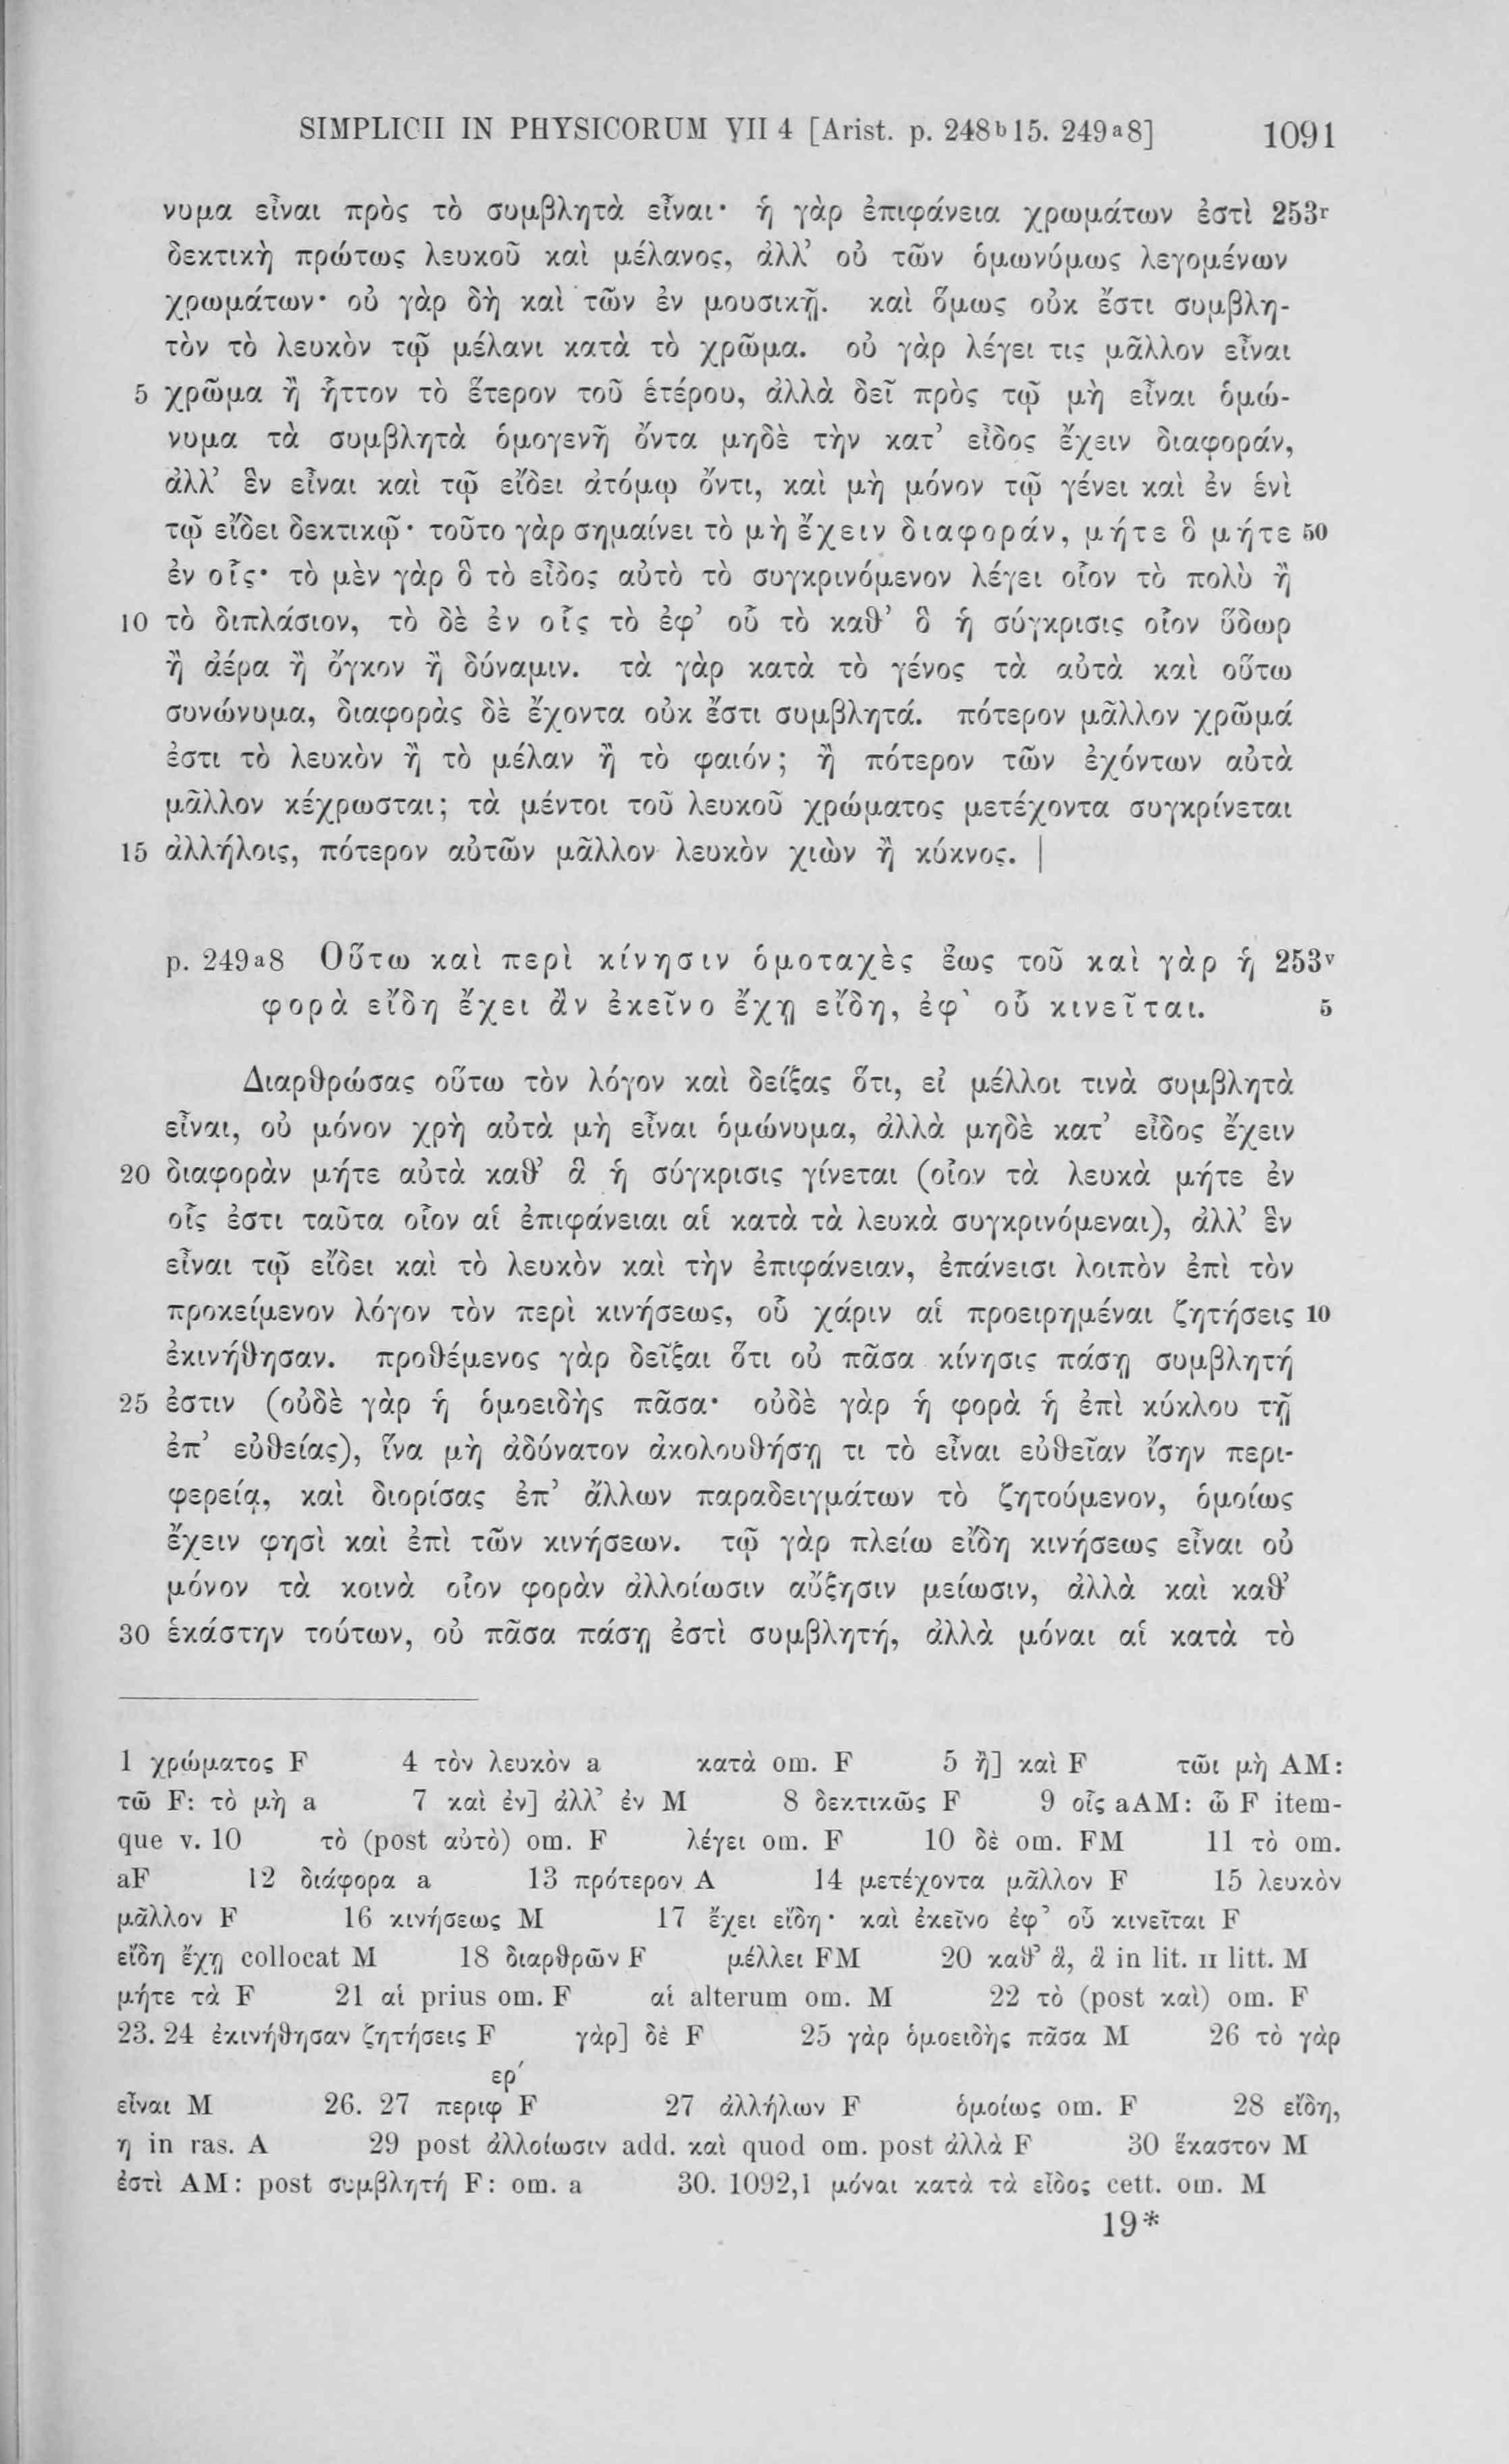 SIMPLICII IN PHYSICORUM VII 4 [Arist. p. 248ᵇ15. 249ᵃ8] 1091
νυμα εἶναι πρὸς τὸ συμβλητὰ εἶναι· ἡ γὰρ ἐπιφάνεια χρωμάτων ἐστὶ 253ʳ
δεκτικὴ πρώτως λευκοῦ καὶ μέλανος, ἀλλ’ οὐ τῶν ὁμωνύμως λεγομένων
χρωμάτων· οὐ γὰρ δὴ καὶ τῶν ἐν μουσικῇ. καὶ ὅμως οὐκ ἔστι συμβλη-
τὸν τὸ λευκὸν τῷ μέλανι κατὰ τὸ χρῶμα. οὐ γὰρ λέγει τις μᾶλλον εἶναι
5 χρῶμα ἢ ἧττον τὸ ἕτερον τοῦ ἑτέρου, ἀλλὰ δεῖ πρὸς τῷ μὴ εἶναι ὁμώ-
νυμα τὰ συμβλητὰ ὁμογενῆ ὄντα μηδὲ τὴν κατ’ εἶδος ἔχειν διαφοράν,
ἀλλ’ ἓν εἶναι καὶ τῷ εἴδει ἀτόμῳ ὄντι, καὶ μὴ μόνον τῷ γένει καὶ ἐν ἑνὶ
τῷ εἴδει δεκτικῷ· τοῦτο γὰρ σημαίνει τὸ μὴ ἔχειν διαφοράν, μήτε ὃ μήτε 50
ἐν οἷς· τὸ μὲν γὰρ ὃ τὸ εἶδος αὐτὸ τὸ συγκρινόμενον λέγει οἷον τὸ πολὺ ἢ
10 τὸ διπλάσιον, τὸ δὲ ἐν οἷς τὸ ἐφ’ οὗ τὸ καθ’ ὃ ἡ σύγκρισις οἷον ὕδωρ
ἢ ἀέρα ἢ ὄγκον ἢ δύναμιν. τὰ γὰρ κατὰ τὸ γένος τὰ αὐτὰ καὶ οὕτω
συνώνυμα, διαφορὰς δὲ ἔχοντα οὐκ ἔστι συμβλητά. πότερον μᾶλλον χρῶμά
ἐστι τὸ λευκὸν ἢ τὸ μέλαν ἢ τὸ φαιόν; ἢ πότερον τῶν ἐχόντων αὐτὰ
μᾶλλον κέχρωσται; τὰ μέντοι τοῦ λευκοῦ χρώματος μετέχοντα συγκρίνεται
15 ἀλλήλοις, πότερον αὐτῶν μᾶλλον λευκὸν χιὼν ἢ κύκνος. |
p. 249ᵃ8 Οὕτω καὶ περὶ κίνησιν ὁμοταχὲς ἕως τοῦ καὶ γὰρ ἡ 253ᵛ
φορὰ εἴδη ἔχει ἂν ἐκεῖνο ἔχῃ εἴδη, ἐφ’ οὗ κινεῖται. 5
Διαρθρώσας οὕτω τὸν λόγον καὶ δείξας ὅτι, εἰ μέλλοι τινὰ συμβλητὰ
εἶναι, οὐ μόνον χρὴ αὐτὰ μὴ εἶναι ὁμώνυμα, ἀλλὰ μηδὲ κατ’ εἶδος ἔχειν
20 διαφορὰν μήτε αὐτὰ καθ’ ἃ ἡ σύγκρισις γίνεται (οἷον τὰ λευκὰ μήτε ἐν
οἷς ἐστι ταῦτα οἷον αἱ ἐπιφάνειαι αἱ κατὰ τὰ λευκὰ συγκρινόμεναι), ἀλλ’ ἓν
εἶναι τῷ εἴδει καὶ τὸ λευκὸν καὶ τὴν ἐπιφάνειαν, ἐπάνεισι λοιπὸν ἐπὶ τὸν
προκείμενον λόγον τὸν περὶ κινήσεως, οὗ χάριν αἱ προειρημέναι ζητήσεις 10
ἐκινήθησαν. προθέμενος γὰρ δεῖξαι ὅτι οὐ πᾶσα κίνησις πάσῃ συμβλητή
25 ἐστιν (οὐδὲ γὰρ ἡ ὁμοειδὴς πᾶσα· οὐδὲ γὰρ ἡ φορὰ ἡ ἐπὶ κύκλου τῇ
ἐπ’ εὐθείας), ἵνα μὴ ἀδύνατον ἀκολουθήσῃ τι τὸ εἶναι εὐθεῖαν ἴσην περι-
φερείᾳ, καὶ διορίσας ἐπ’ ἄλλων παραδειγμάτων τὸ ζητούμενον, ὁμοίως
ἔχειν φησὶ καὶ ἐπὶ τῶν κινήσεων. τῷ γὰρ πλείω εἴδη κινήσεως εἶναι οὐ
μόνον τὰ κοινὰ οἷον φορὰν ἀλλοίωσιν αὔξησιν μείωσιν, ἀλλὰ καὶ καθ’
30 ἑκάστην τούτων, οὐ πᾶσα πάσῃ ἐστὶ συμβλητή, ἀλλὰ μόναι αἱ κατὰ τὸ
1 χρώματος F 4 τὸν λευκὸν a κατὰ om. F 5 ἢ] καὶ F τῶι μὴ AM:
τῶ F: τὸ μὴ a 7 καὶ ἐν] ἀλλ’ ἐν M 8 δεκτικῶς F 9 οἷς aAM: ὧ F item-
que v. 10 τὸ (post αὐτὸ) om. F λέγει om. F 10 δὲ om. FM 11 τὸ om.
aF 12 διάφορα a 13 πρότερον A 14 μετέχοντα μᾶλλον F 15 λευκὸν
μᾶλλον F 16 κινήσεως M 17 ἔχει εἴδη· καὶ ἐκεῖνο ἐφ’ οὗ κινεῖται F
εἴδη ἔχῃ collocat M 18 διαρθρῶν F μέλλει FM 20 καθ’ ἅ, ἅ in lit. II litt. M
μήτε τὰ F 21 αἱ prius om. F αἱ alterum om. M 22 τὸ (post καὶ) om. F
23. 24 ἐκινήθησαν ζητήσεις F γὰρ] δὲ F 25 γὰρ ὁμοειδὴς πᾶσα M 26 τὸ γὰρ
ερ´
εἶναι M 26. 27 περιφ F 27 ἀλλήλων F ὁμοίως om. F 28 εἴδη,
η in ras. A 29 post ἀλλοίωσιν add. καὶ quod om. post ἀλλὰ F 30 ἕκαστον M
ἐστὶ AM: post συμβλητή F: om. a 30. 1092,1 μόναι κατὰ τὰ εἶδος cett. om. M
19*